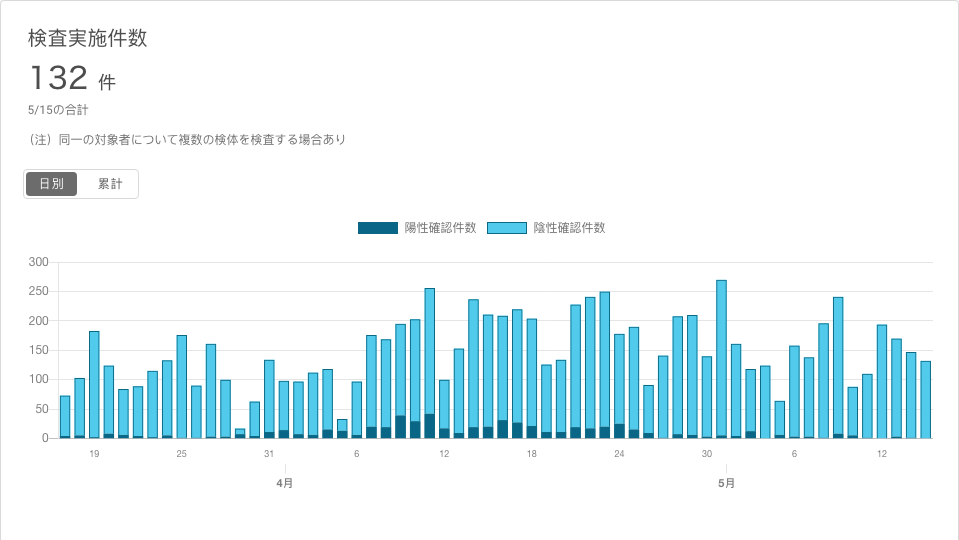 検査実施件数
132 件
5/15の合計
（注）同一の対象者について複数の検体を検査する場合あり
日別 累計
陽性確認件数 陰性確認件数
300
250
200
150
100
50
0
19 25 31 6 12 18 24 30 6 12
4月 5月